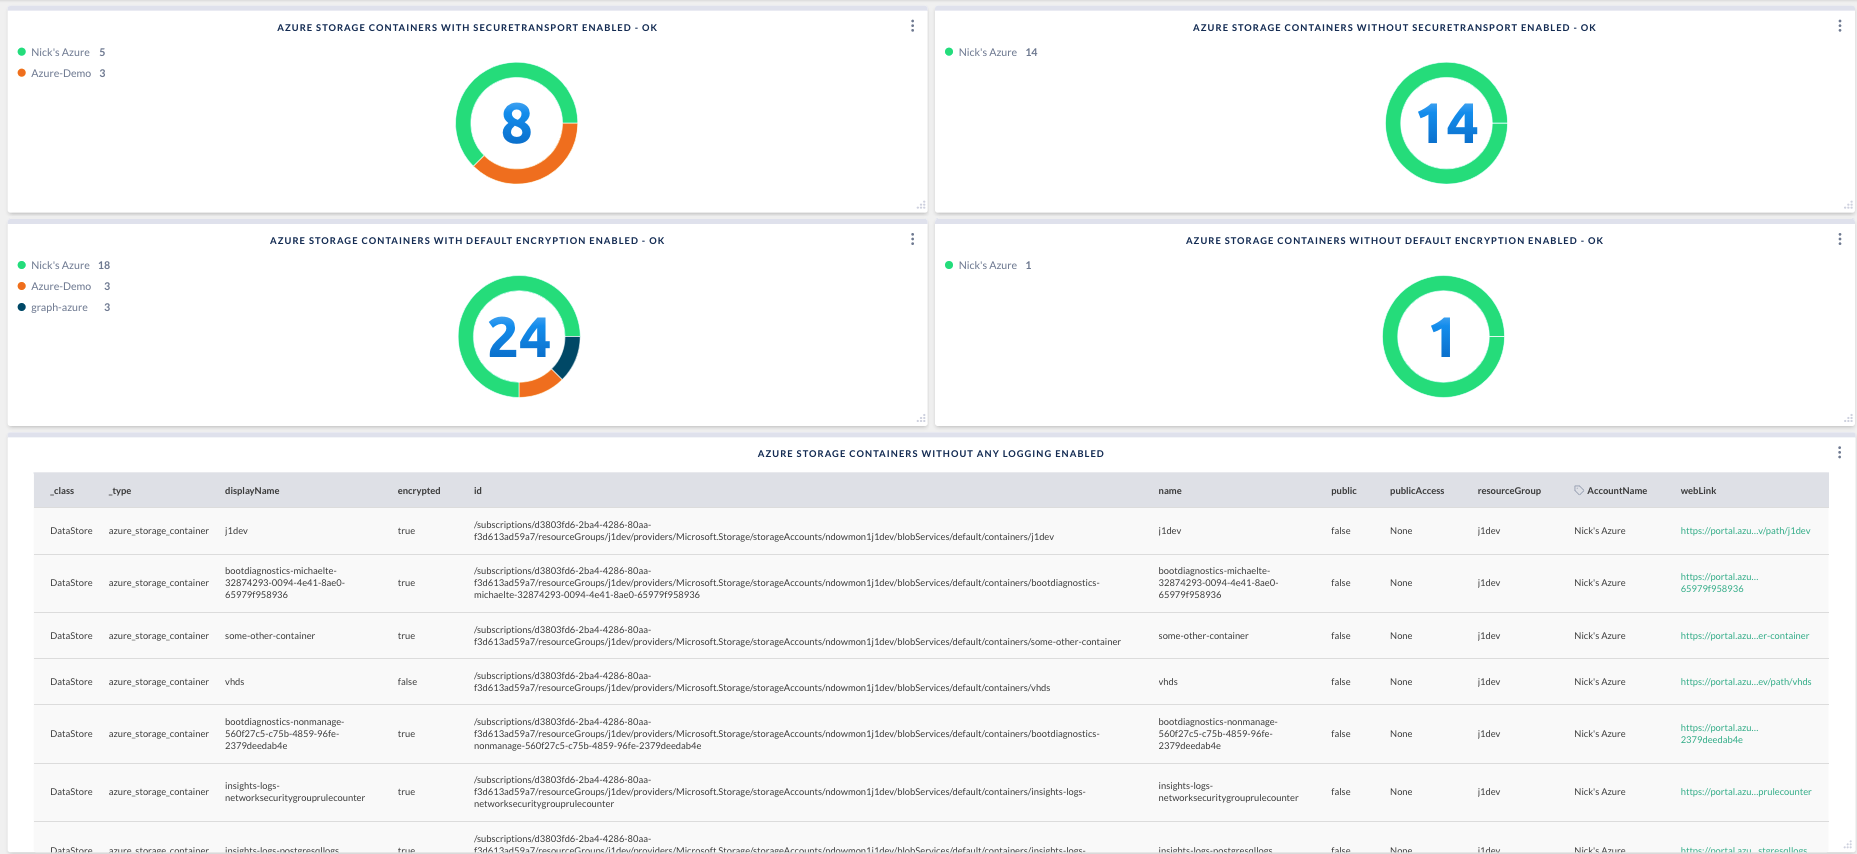 AZURE STORAGE CONTAINERS WITH SECURETRANSPORT ENABLED - OK
Nick's Azure 5
Azure-Demo 3
8
AZURE STORAGE CONTAINERS WITHOUT SECURETRANSPORT ENABLED - OK
Nick's Azure 14
14
AZURE STORAGE CONTAINERS WITH DEFAULT ENCRYPTION ENABLED - OK
Nick's Azure 18
Azure-Demo 3
graph-azure 3
24
AZURE STORAGE CONTAINERS WITHOUT DEFAULT ENCRYPTION ENABLED - OK
Nick's Azure 1
1
AZURE STORAGE CONTAINERS WITHOUT ANY LOGGING ENABLED
_class _type displayName encrypted id name public publicAccess resourceGroup AccountName webLink
/subscriptions/d3803fd6-2ba4-4286-80aa-
DataStore azure_storage_container j1dev true f3d613ad59a7/resourceGroups/j1dev/providers/Microsoft.Storage/storageAccounts/ndowmon1j1dev/blobServices/default/containers/j1dev j1dev false None j1dev Nick's Azure https://portal.azu...v/path/j1dev
bootdiagnostics-michaelte- /subscriptions/d3803fd6-2ba4-4286-80aa- bootdiagnostics-michaelte- https://portal.azu...
DataStore azure_storage_container 32874293-0094-4e41-8ae0- true f3d613ad59a7/resourceGroups/j1dev/providers/Microsoft.Storage/storageAccounts/ndowmon1j1dev/blobServices/default/containers/bootdiagnostics- 32874293-0094-4e41-8ae0- false None j1dev Nick's Azure
65979f958936 michaelte-32874293-0094-4e41-8ae0-65979f958936 65979f958936 65979f958936
/subscriptions/d3803fd6-2ba4-4286-80aa-
DataStore azure_storage_container some-other-container true f3d613ad59a7/resourceGroups/j1dev/providers/Microsoft.Storage/storageAccounts/ndowmon1j1dev/blobServices/default/containers/some-other-container some-other-container false None j1dev Nick's Azure https://portal.azu...er-container
/subscriptions/d3803fd6-2ba4-4286-80aa-
DataStore azure_storage_container vhds false f3d613ad59a7/resourceGroups/j1dev/providers/Microsoft.Storage/storageAccounts/ndowmon1j1dev/blobServices/default/containers/vhds vhds false None j1dev Nick's Azure https://portal.azu...ev/path/vhds
bootdiagnostics-nonmanage- /subscriptions/d3803fd6-2ba4-4286-80aa- bootdiagnostics-nonmanage- https://portal.azu...
DataStore azure_storage_container 560f27c5-c75b-4859-96fe- true f3d613ad59a7/resourceGroups/j1dev/providers/Microsoft.Storage/storageAccounts/ndowmon1j1dev/blobServices/default/containers/bootdiagnostics- 560f27c5-c75b-4859-96fe- false None j1dev Nick's Azure
2379deedab4e nonmanage-560f27c5-c75b-4859-96fe-2379deedab4e 2379deedab4e 2379deedab4e
insights-logs- /subscriptions/d3803fd6-2ba4-4286-80aa- insights-logs-
DataStore azure_storage_container networksecuritygrouprulecounter true f3d613ad59a7/resourceGroups/j1dev/providers/Microsoft.Storage/storageAccounts/ndowmon1j1dev/blobServices/default/containers/insights-logs- networksecuritygrouprulecounter false None j1dev Nick's Azure https://portal.azu...prulecounter
networksecuritygrouprulecounter
/subscriptions/d3803fd6-2ba4-4286-80aa-
DataStore azure_storage_container insights-logs-postgresqllogs true f3d613ad59a7/resourceGroups/j1dev/providers/Microsoft.Storage/storageAccounts/ndowmon1j1dev/blobServices/default/containers/insights-logs- insights-logs-postgresqllogs false None j1dev Nick's Azure https://portal.azu...stgresqllogs